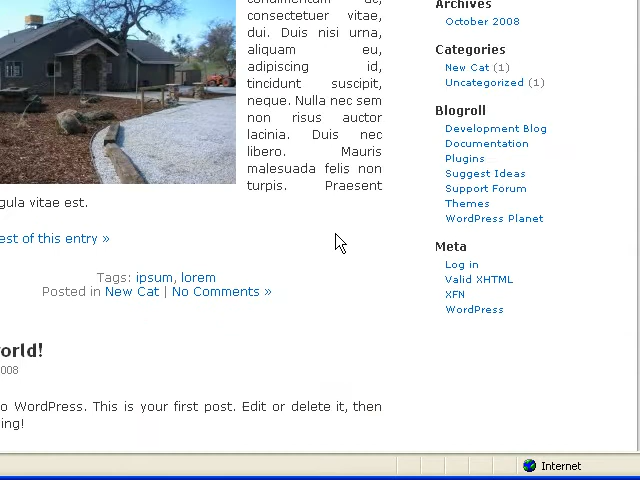 condimentum ac,
consectetuer vitae,
dui. Duis nisi urna,
aliquam eu,
adipiscing id,
tincidunt suscipit,
neque. Nulla nec sem
non risus auctor
lacinia. Duis nec
libero. Mauris
malesuada felis non
turpis. Praesent
gula vitae est.
est of this entry »
Tags: ipsum, lorem
Posted in New Cat | No Comments »
orld!
008
o WordPress. This is your first post. Edit or delete it, then
ing!
Archives
October 2008
Categories
New Cat (1)
Uncategorized (1)
Blogroll
Development Blog
Documentation
Plugins
Suggest Ideas
Support Forum
Themes
WordPress Planet
Meta
Log in
Valid XHTML
XFN
WordPress
Internet